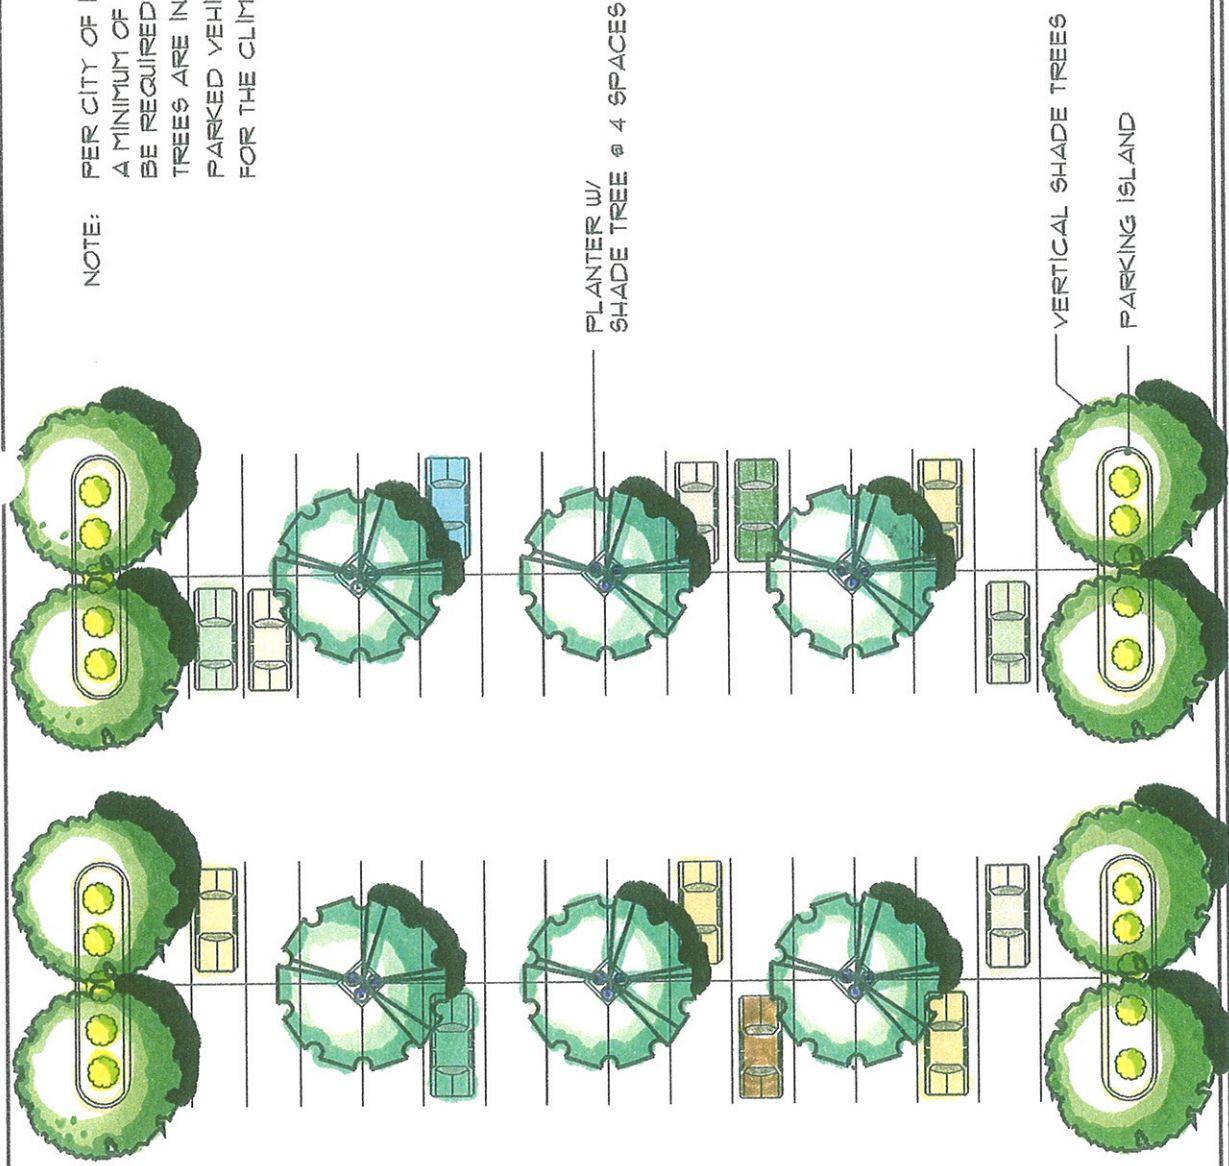 NOTE: PER CITY OF
A MINIMUM OF
BE REQUIRED
TREES ARE IN
PARKED VEHI
FOR THE CLIM
PLANTER W/
SHADE TREE @ 4 SPACES
VERTICAL SHADE TREES
PARKING ISLAND